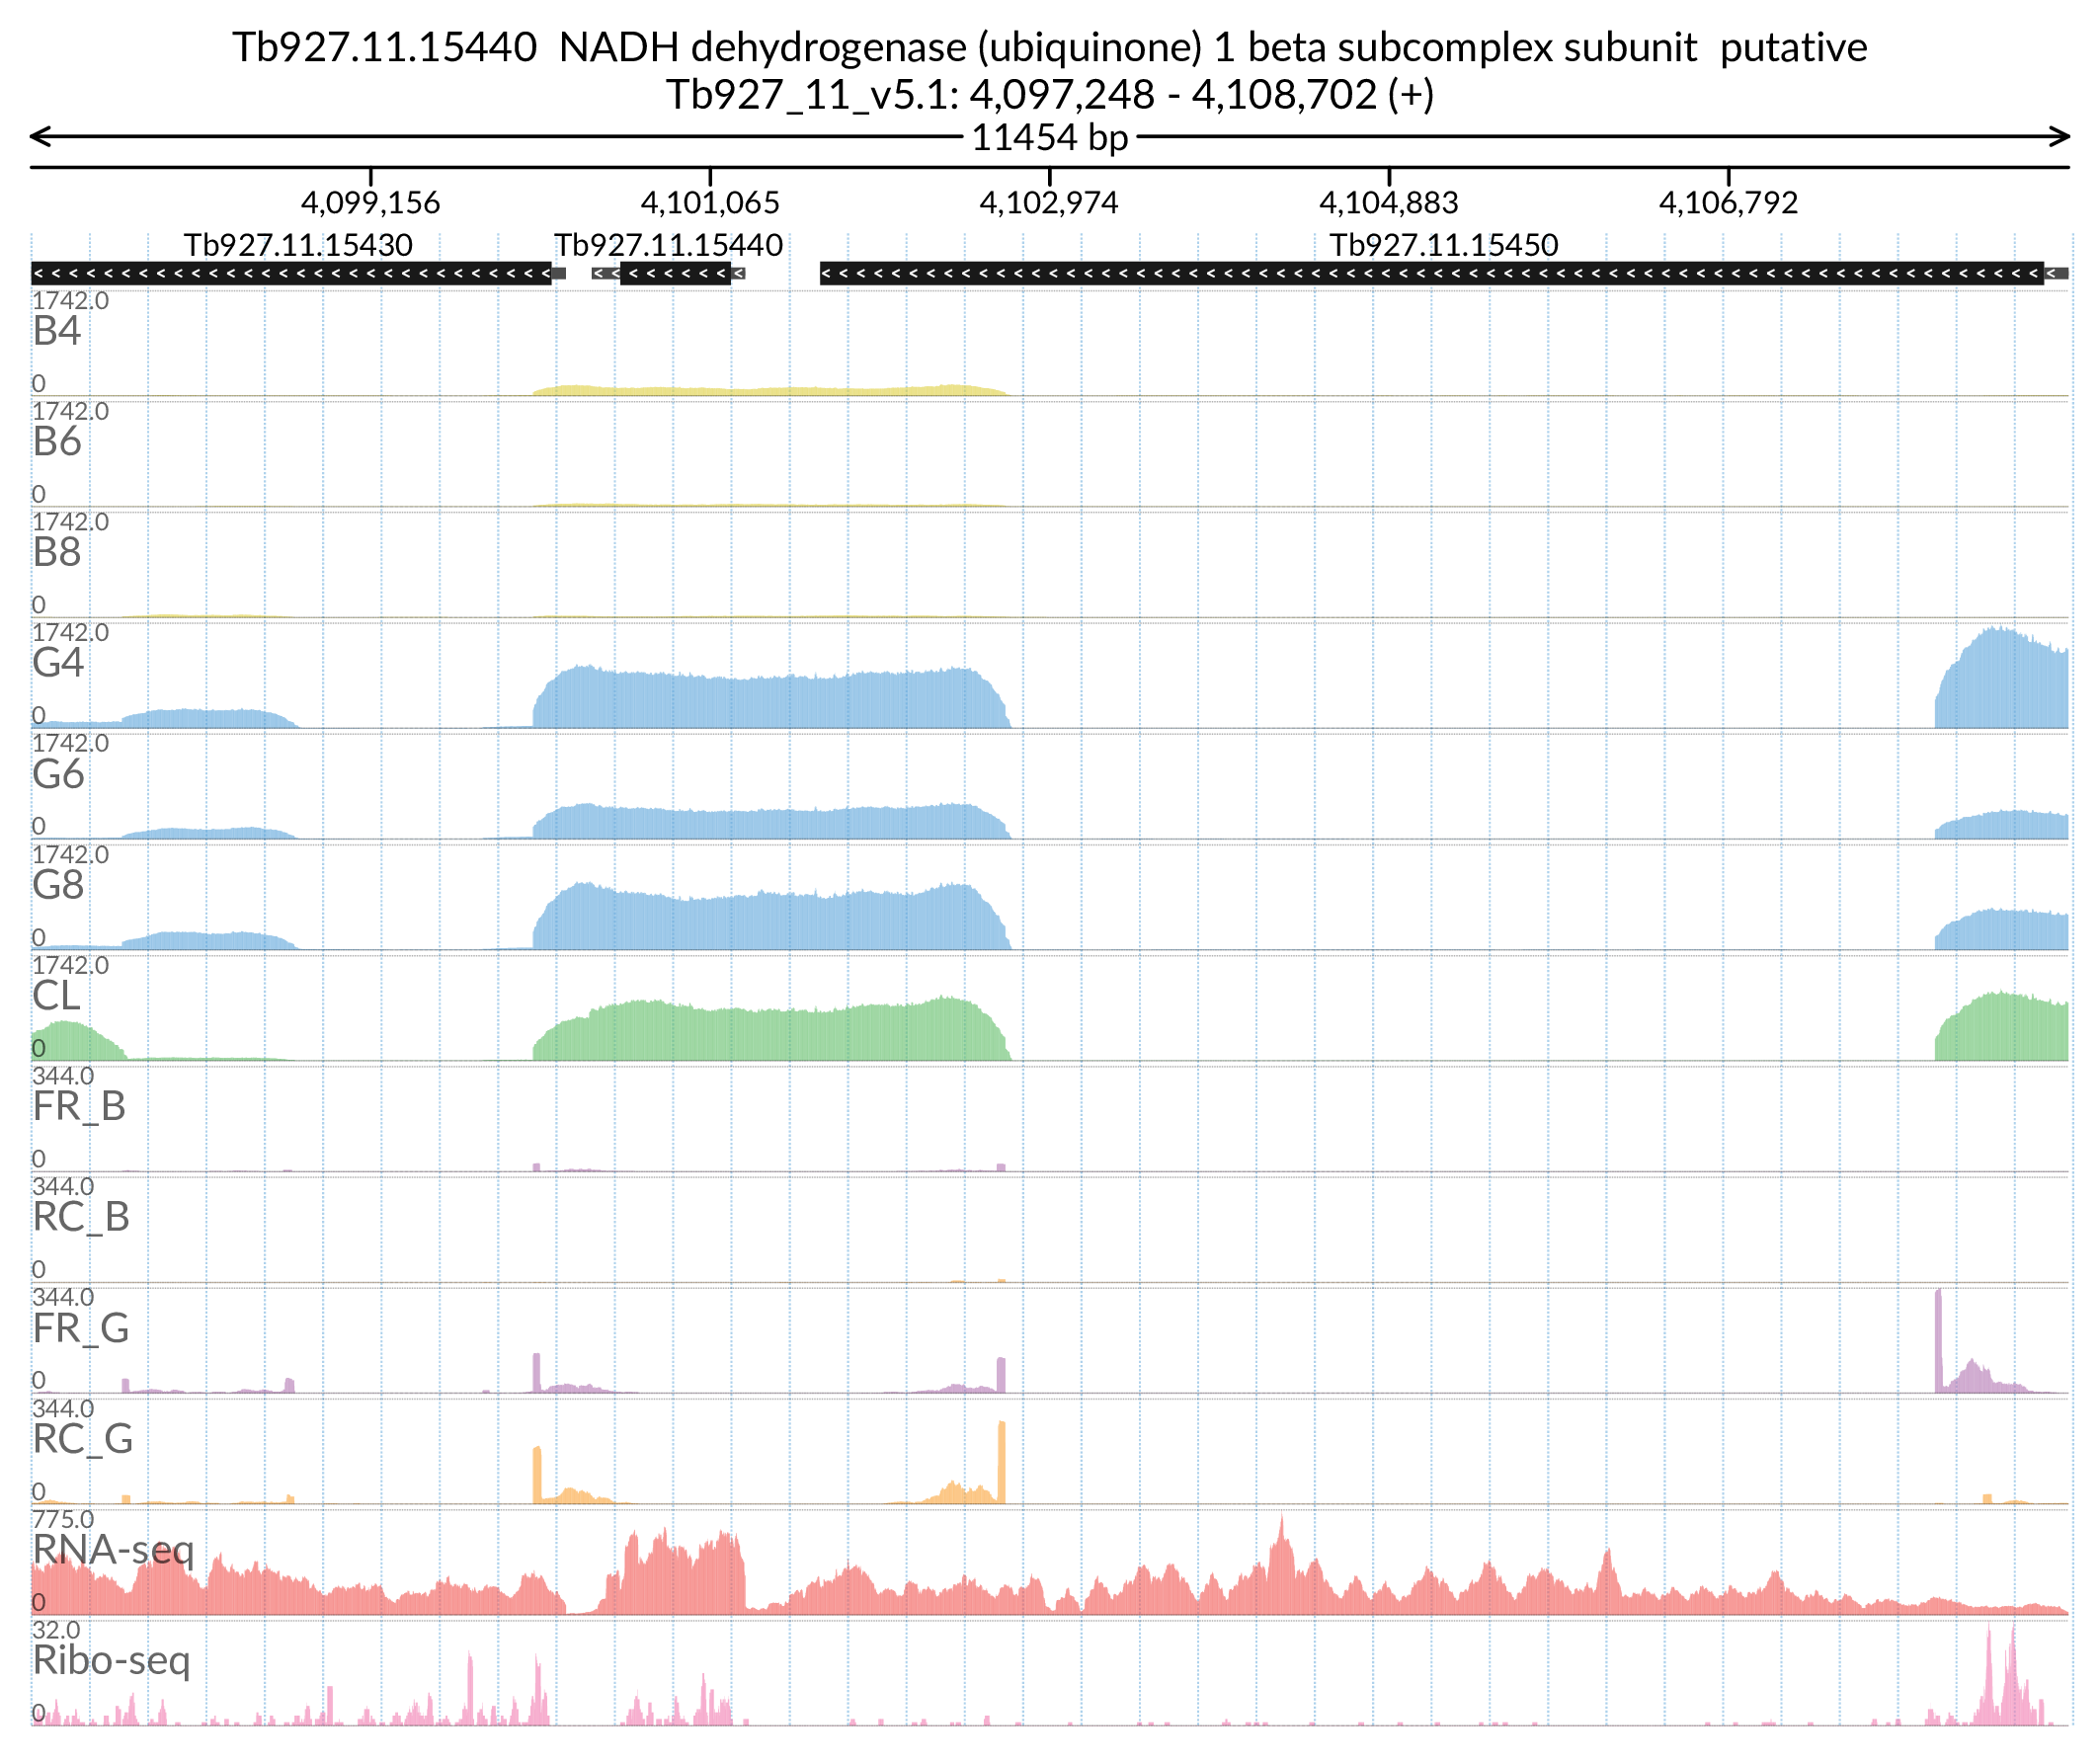 Tb927.11.15440  NADH dehydrogenase (ubiquinone) 1 beta subcomplex subunit  putative
Tb927_11_v5.1: 4,097,248 - 4,108,702 (+)
11454 bp
4,099,156 4,101,065 4,102,974 4,104,883 4,106,792
Tb927.11.15430 Tb927.11.15440 Tb927.11.15450
1742.0
B4
0
1742.0
B6
0
1742.0
B8
0
1742.0
G4
0
1742.0
G6
0
1742.0
G8
0
1742.0
CL
0
344.0
FR_B
0
344.0
RC_B
0
344.0
FR_G
0
344.0
RC_G
0
775.0
RNA-seq
0
32.0
Ribo-seq
0